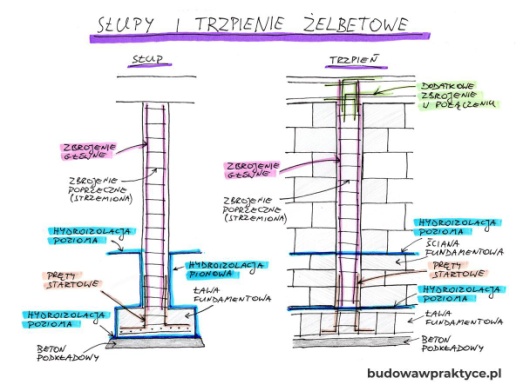 SŁUPY I TRZPIENIE ŻELBETOWE
SŁUP
ZBROJENIE
GŁÓWNE
ZBROJENIE
POPRZECZNE
(STRZEMIONA)
HYDROIZOLACJA
POZIOMA
PRĘTY
STARTOWE
HYDROIZOLACJA
PIONOWA
ŁAWA
FUNDAMENTOWA
HYDROIZOLACJA
POZIOMA
BETON
PODKŁADOWY
TRZPIEŃ
DODATKOWE
ZBROJENIE
W POŁĄCZENIU
ZBROJENIE
GŁÓWNE
ZBROJENIE
POPRZECZNE
(STRZEMIONA)
HYDROIZOLACJA
POZIOMA
ŚCIANA
FUNDAMENTOWA
PRĘTY
STARTOWE
HYDROIZOLACJA
POZIOMA
ŁAWA
FUNDAMENTOWA
BETON
PODKŁADOWY
budowawpraktyce.pl